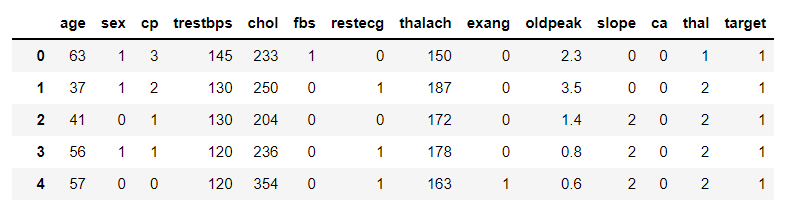 age sex cp trestbps chol fbs restecg thalach exang oldpeak slope ca thal target
0 63 1 3 145 233 1 0 150 0 2.3 0 0 1 1
1 37 1 2 130 250 0 1 187 0 3.5 0 0 2 1
2 41 0 1 130 204 0 0 172 0 1.4 2 0 2 1
3 56 1 1 120 236 0 1 178 0 0.8 2 0 2 1
4 57 0 0 120 354 0 1 163 1 0.6 2 0 2 1